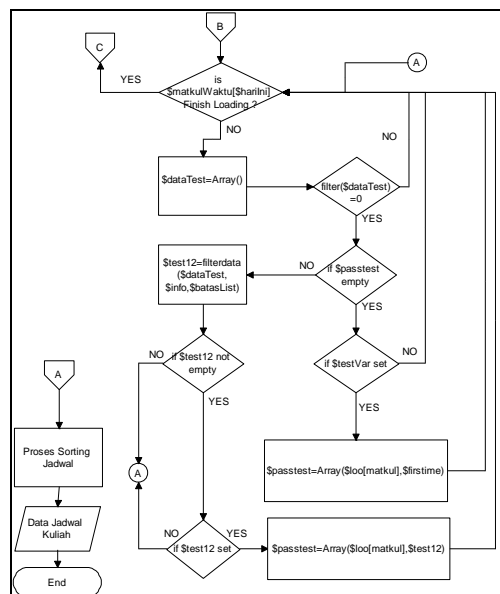 B
C
A
YES
is
$matkulWaktu[$hariIni]
Finish Loading ?
NO
NO
$dataTest=Array()
filter($dataTest)
=0
YES
$test12=filterdata
($dataTest,
$info,$batasList)
NO
if $passtest
empty
YES
NO
if $test12 not
empty
YES
if $testVar set
NO
YES
A
Proses Sorting
Jadwal
A
$passtest=Array($loo[matkul],$firstime)
Data Jadwal
Kuliah
NO
YES
if $test12 set
$passtest=Array($loo[matkul],$test12)
End